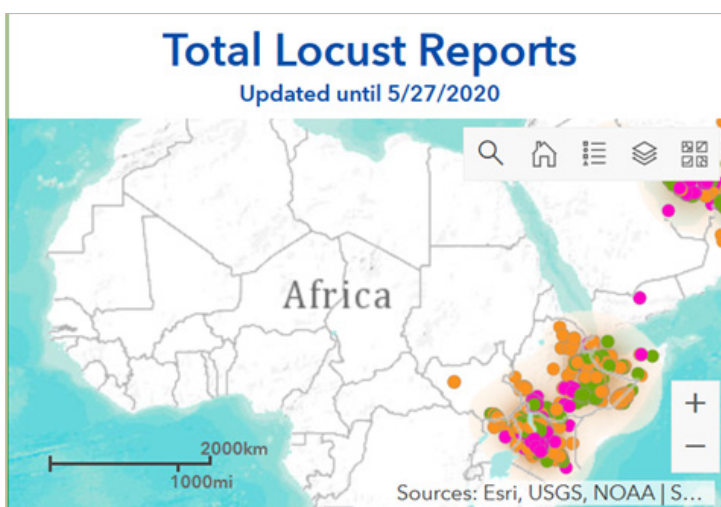 Total Locust Reports
Updated until 5/27/2020
Africa
2000km
1000mi
Sources: Esri, USGS, NOAA | S...